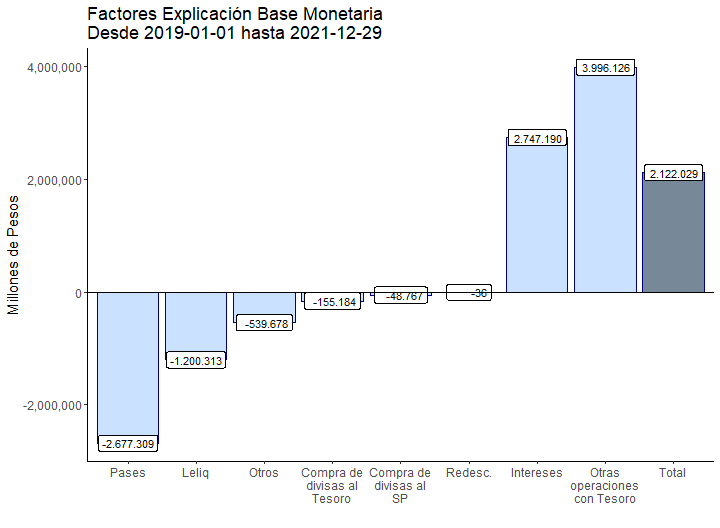 Factores Explicación Base Monetaria
Desde 2019-01-01 hasta 2021-12-29
Millones de Pesos
4,000,000
2,000,000
0
-2,000,000
-2.677.309
-1.200.313
-539.678
-155.184
-48.767
-36
2.747.190
3.996.126
2.122.029
Pases
Leliq
Otros
Compra de
divisas al
Tesoro
Compra de
divisas al
SP
Redesc.
Intereses
Otras
operaciones
con Tesoro
Total